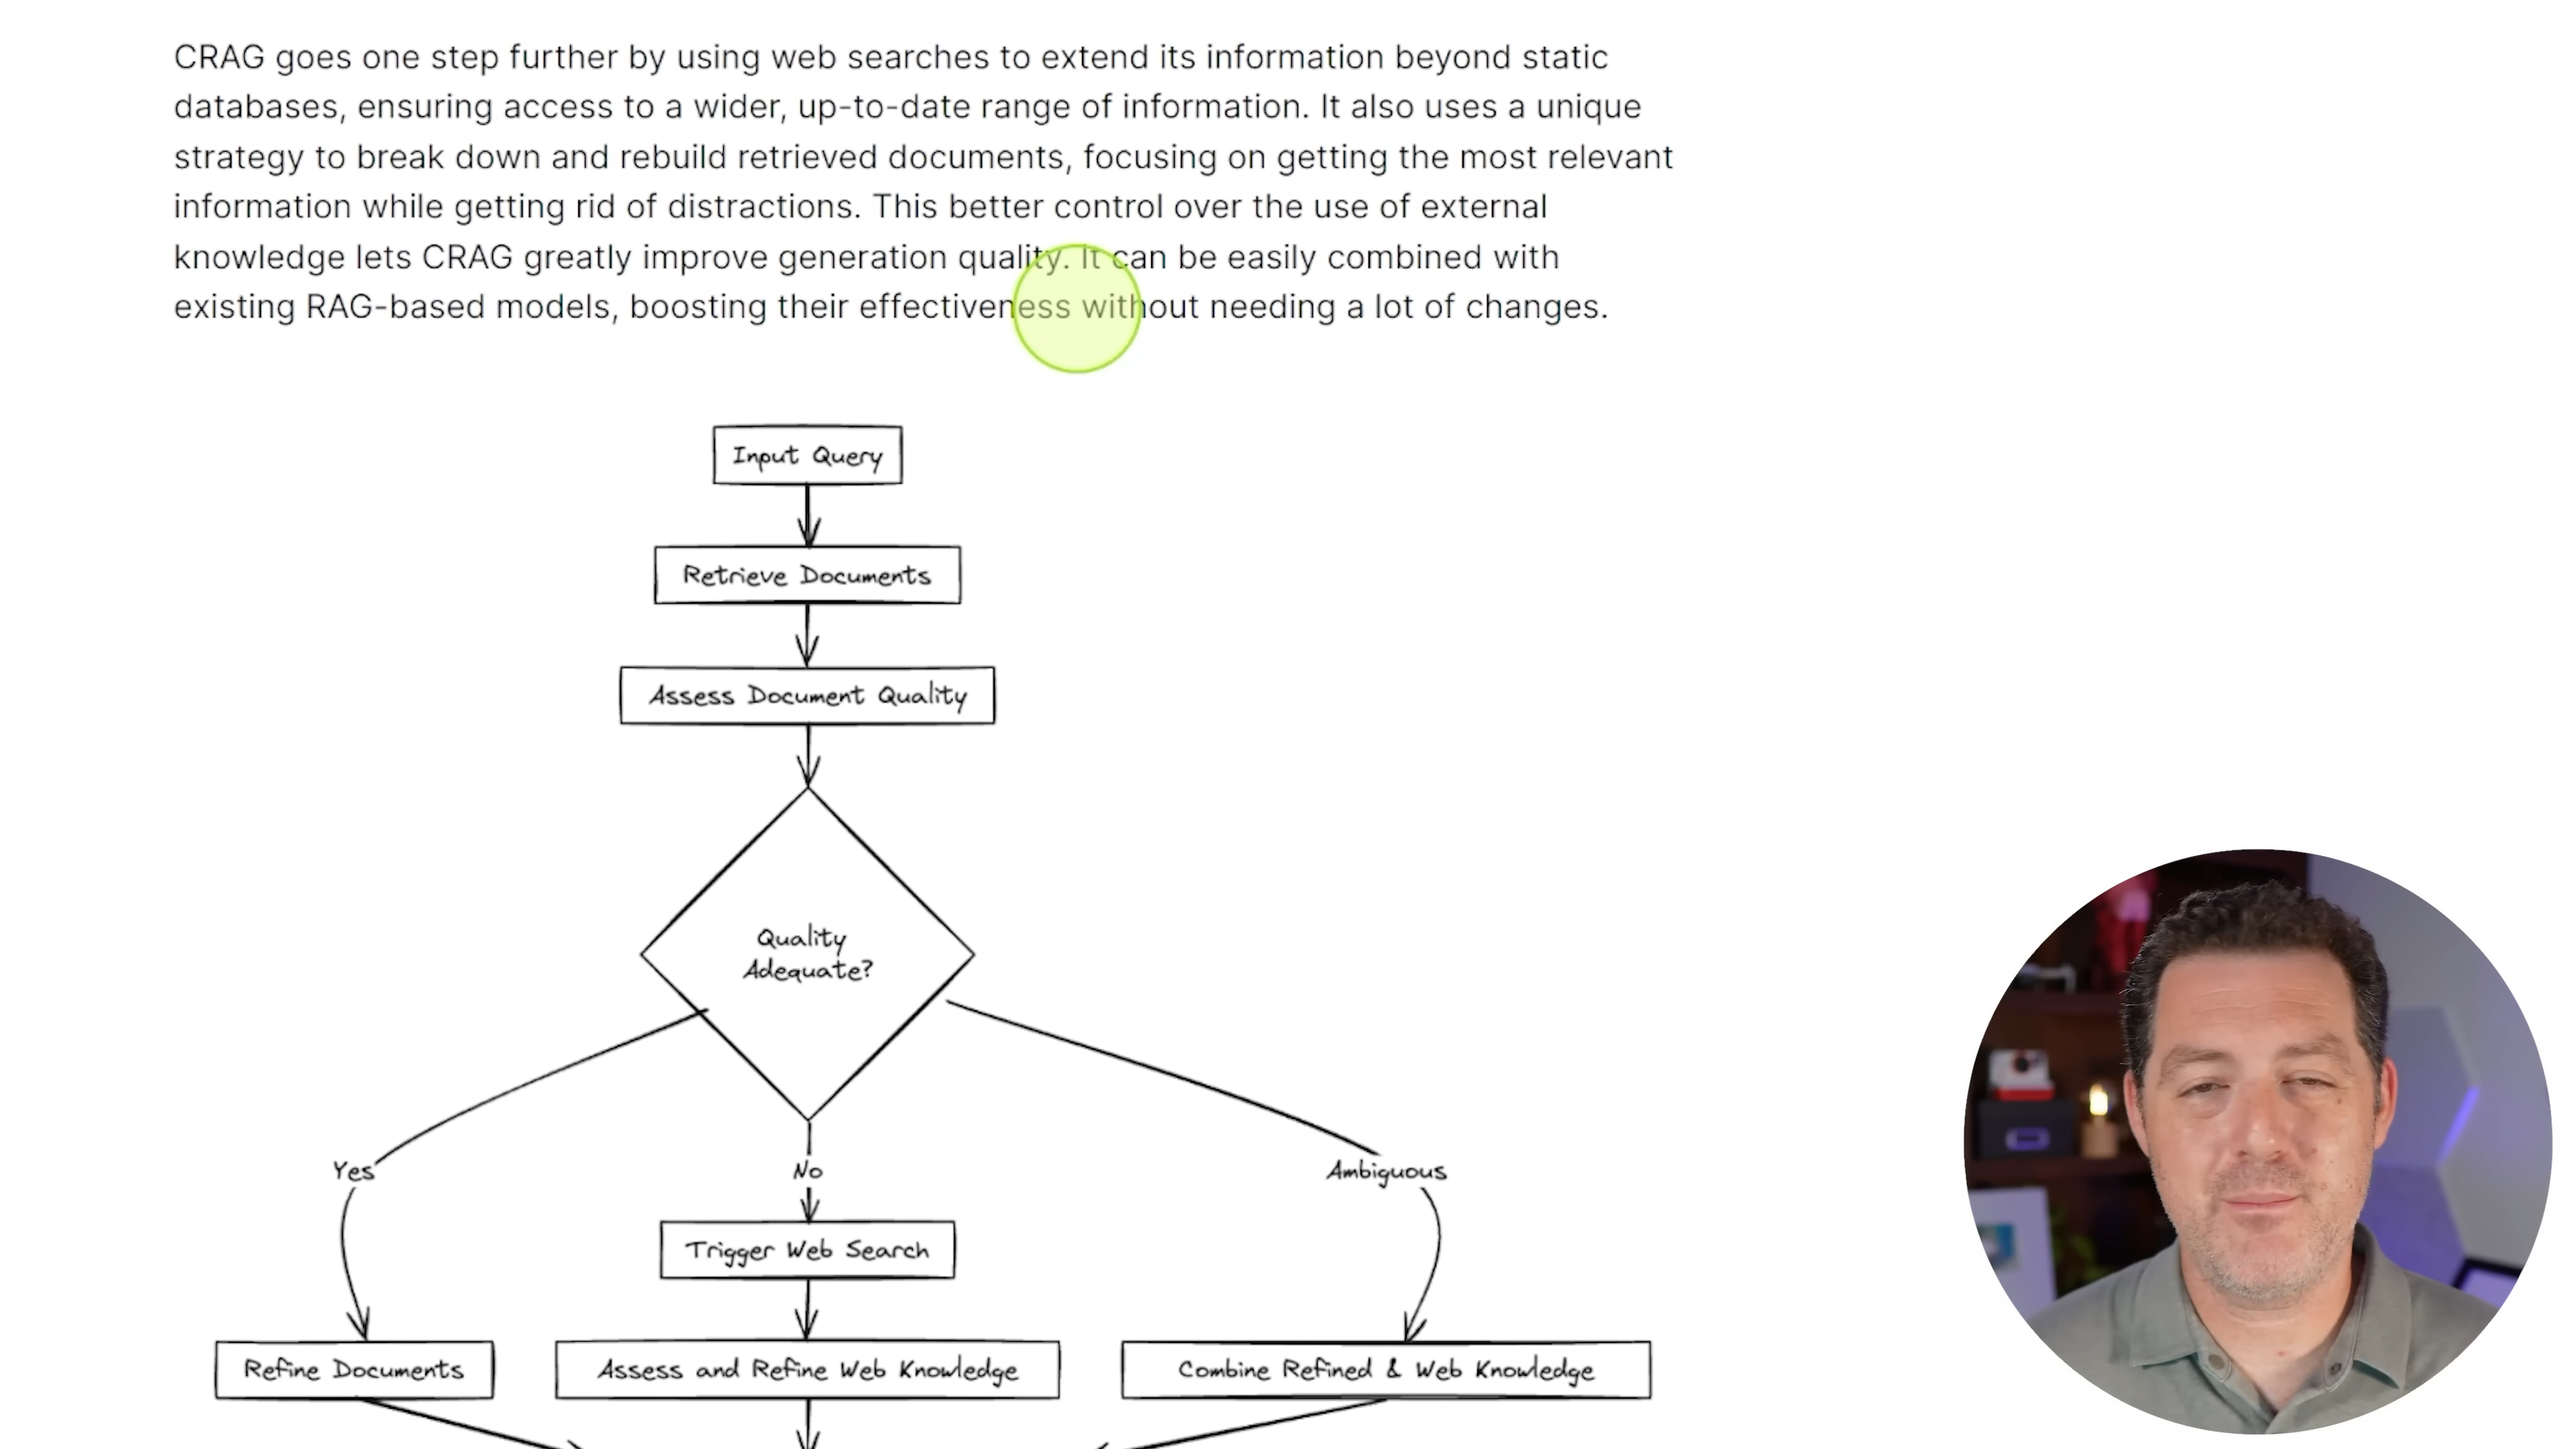 CRAG goes one step further by using web searches to extend its information beyond static
databases, ensuring access to a wider, up-to-date range of information. It also uses a unique
strategy to break down and rebuild retrieved documents, focusing on getting the most relevant
information while getting rid of distractions. This better control over the use of external
knowledge lets CRAG greatly improve generation quality. It can be easily combined with
existing RAG-based models, boosting their effectiveness without needing a lot of changes.
Input Query
Retrieve Documents
Assess Document Quality
Quality
Adequate?
Yes
No
Ambiguous
Trigger Web Search
Refine Documents
Assess and Refine Web Knowledge
Combine Refined & Web Knowledge